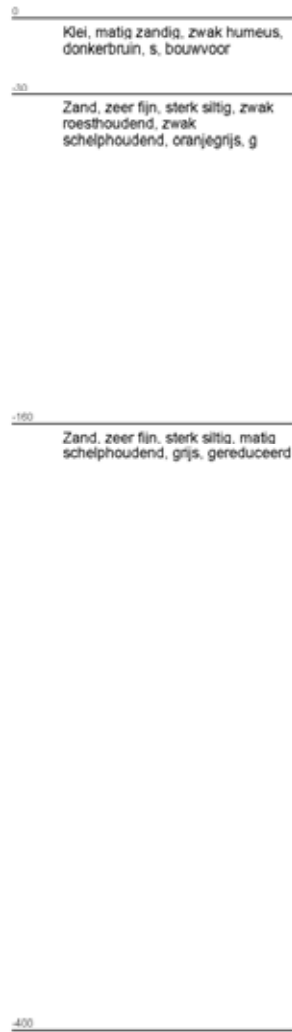 0
Klei, matig zandig, zwak humeus,
donkerbruin, s, bouwvoor
-30
Zand, zeer fijn, sterk siltig, zwak
roesthoudend, zwak
schelphoudend, oranjegrijs, g
-160
Zand, zeer fijn, sterk siltig, matig
schelphoudend, grijs, gereduceerd
-400